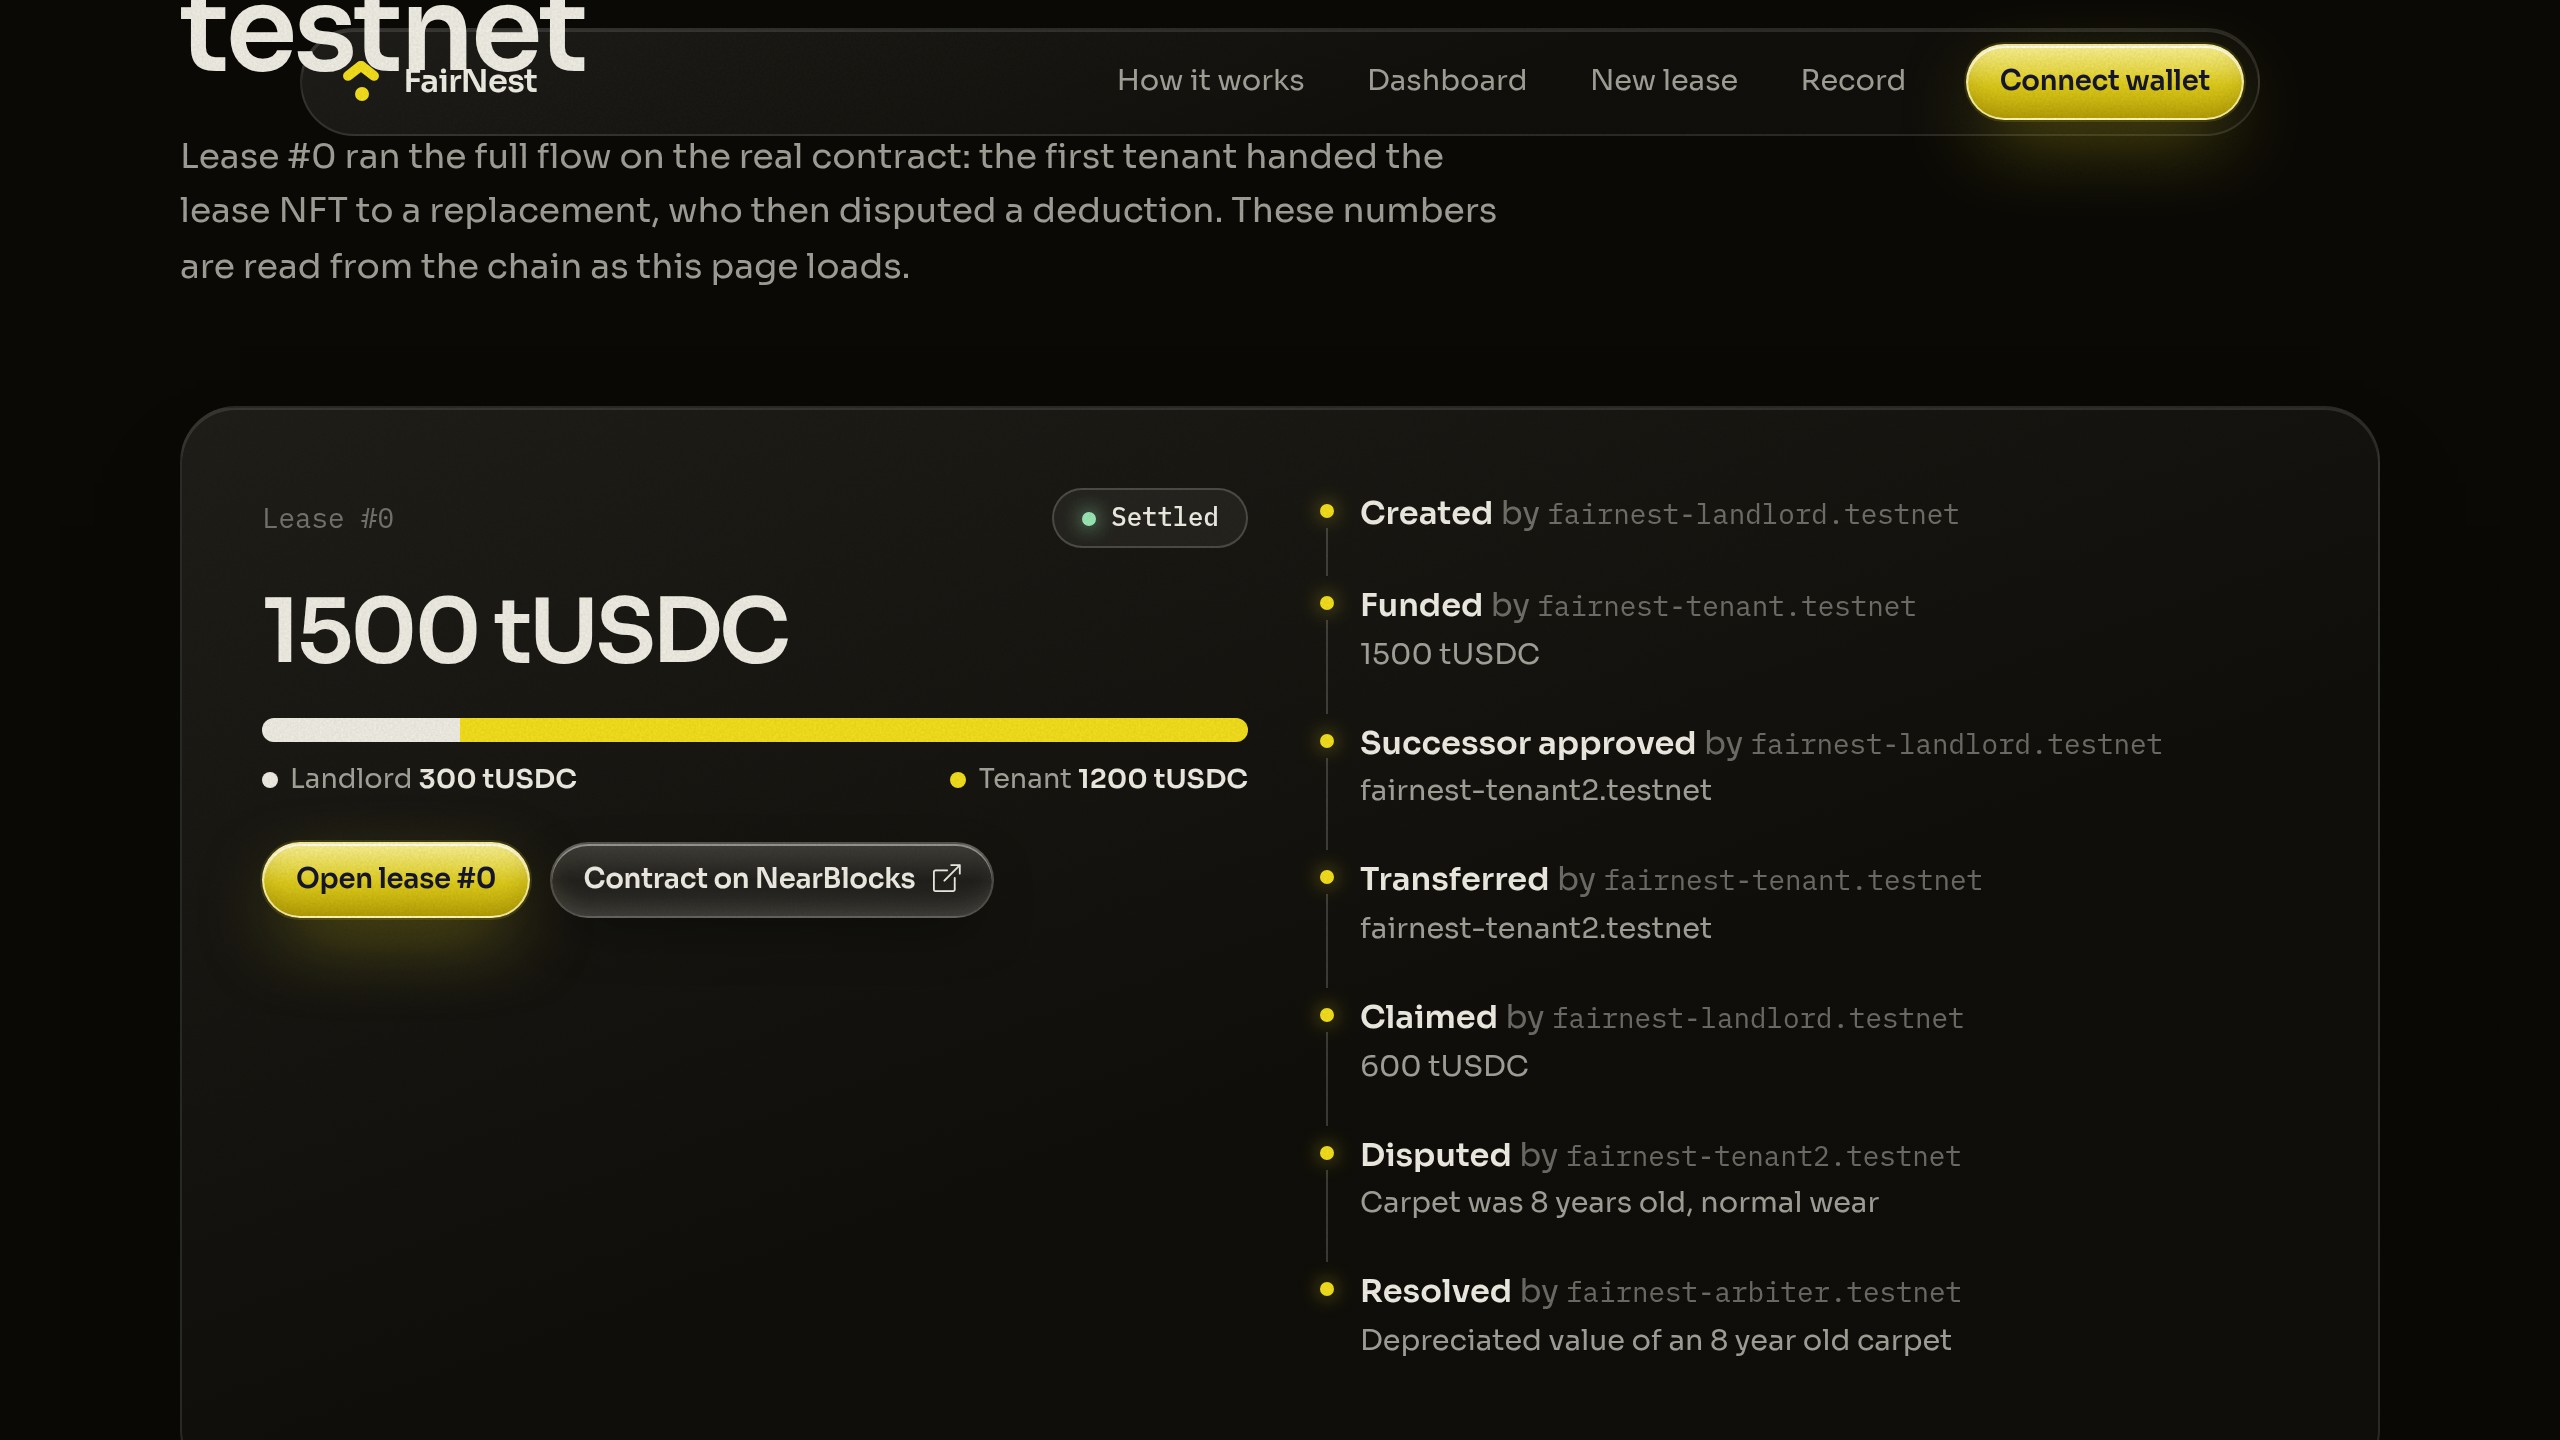 testnet
FairNest
How it works
Dashboard
New lease
Record
Connect wallet
Lease #0 ran the full flow on the real contract: the first tenant handed the
lease NFT to a replacement, who then disputed a deduction. These numbers
are read from the chain as this page loads.
Lease #0
Settled
1500 tUSDC
Landlord 300 tUSDC
Tenant 1200 tUSDC
Open lease #0
Contract on NearBlocks
Created by fairnest-landlord.testnet
Funded by fairnest-tenant.testnet
1500 tUSDC
Successor approved by fairnest-landlord.testnet
fairnest-tenant2.testnet
Transferred by fairnest-tenant.testnet
fairnest-tenant2.testnet
Claimed by fairnest-landlord.testnet
600 tUSDC
Disputed by fairnest-tenant2.testnet
Carpet was 8 years old, normal wear
Resolved by fairnest-arbiter.testnet
Depreciated value of an 8 year old carpet